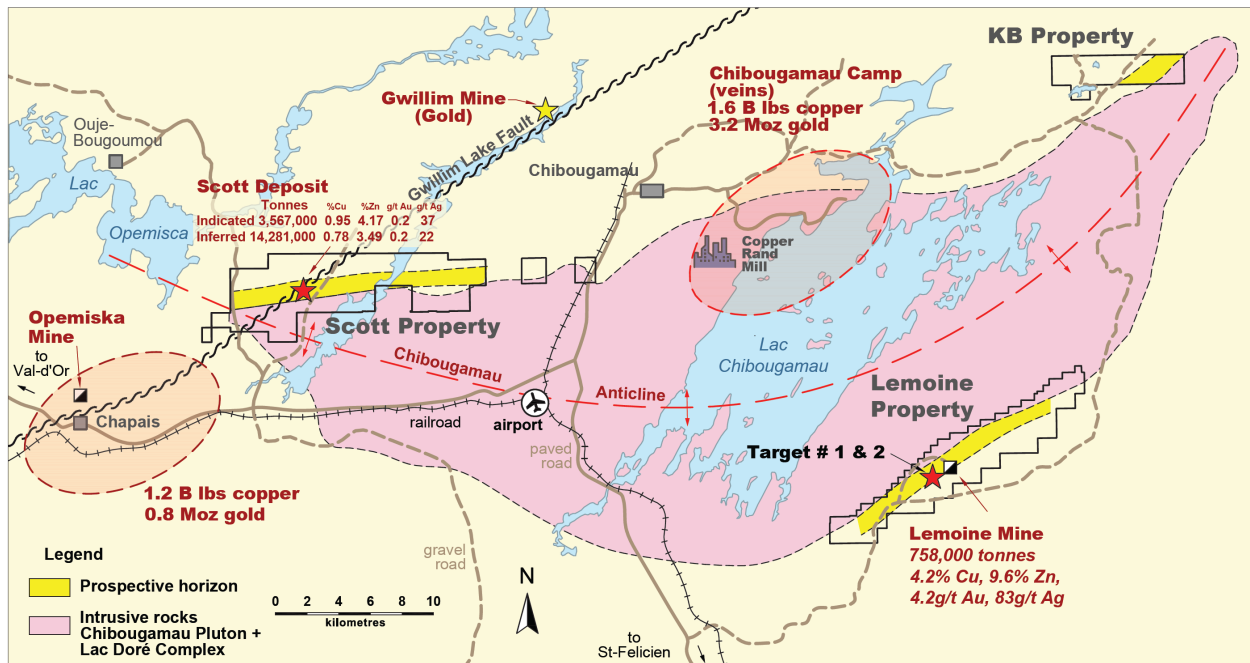 KB Property
Chibougamau Camp
(veins)
1.6 B lbs copper
3.2 Moz gold
Gwillim Mine
(Gold)
Gwillim Lake Fault
Ouje-
Bougoumou
Chibougamau
Lac
Opemisca
Scott Deposit
Tonnes %Cu %Zn g/t Au g/t Ag
Indicated 3,567,000 0.95 4.17 0.2 37
Inferred 14,281,000 0.78 3.49 0.2 22
Copper
Rand
Mill
Scott Property
Opemiska
Mine
to
Val-d'Or
Chapais
Chibougamau
Anticline
Lac
Chibougamau
Lemoine
Property
railroad
airport
paved
road
Target # 1 & 2
1.2 B lbs copper
0.8 Moz gold
Lemoine Mine
758,000 tonnes
4.2% Cu, 9.6% Zn,
4.2g/t Au, 83g/t Ag
gravel
road
Legend
Prospective horizon
Intrusive rocks
Chibougamau Pluton +
Lac Doré Complex
0 2 4 6 8 10
kilometres
N
to
St-Felicien